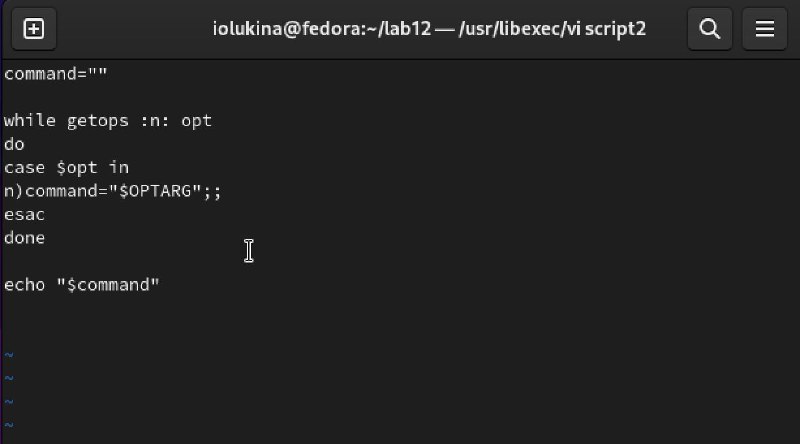 iolukina@fedora:~/lab12 — /usr/libexec/vi script2
command=""
while getops :n: opt
do
case $opt in
n)command="$OPTARG";;
esac
done
echo "$command"
~
~
~
~